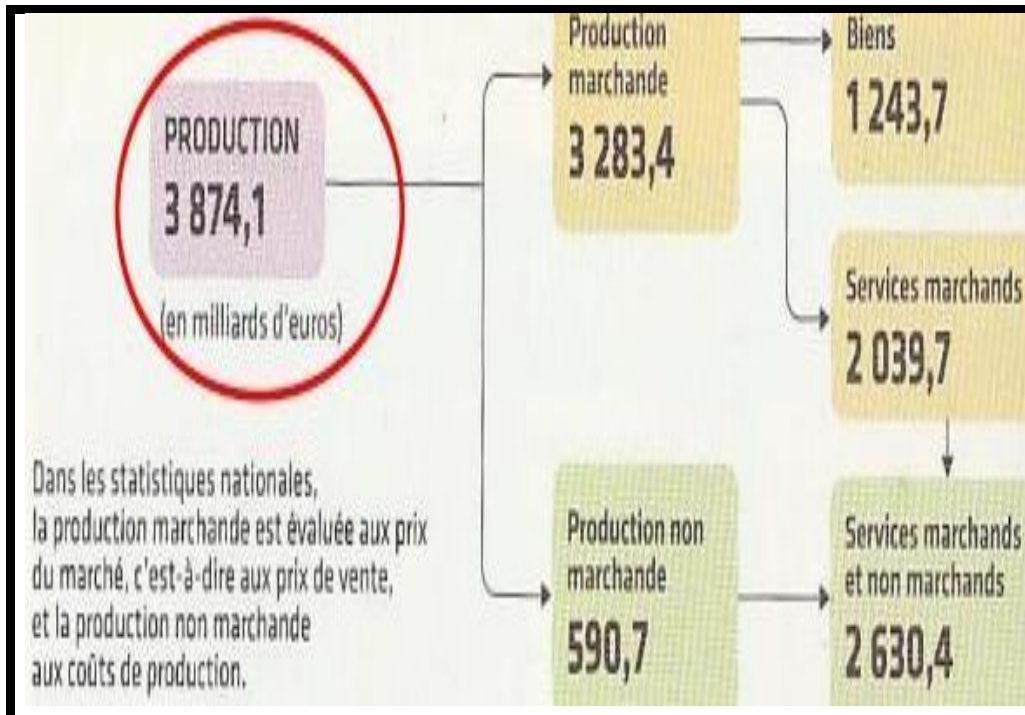 PRODUCTION
3 874,1
(en milliards d'euros)
Dans les statistiques nationales,
la production marchande est évaluée aux prix
du marché, c'est-à-dire aux prix de vente,
et la production non marchande
aux coûts de production.
Production
marchande
3 283,4
Production non
marchande
590,7
Biens
1 243,7
Services marchands
2 039,7
Services marchands
et non marchands
2 630,4